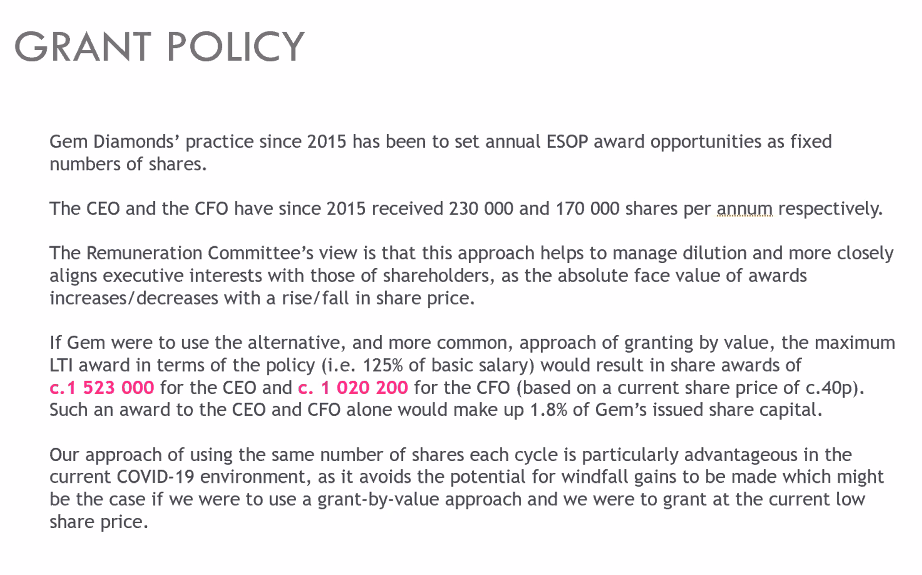 GRANT POLICY
Gem Diamonds’ practice since 2015 has been to set annual ESOP award opportunities as fixed
numbers of shares.
The CEO and the CFO have since 2015 received 230 000 and 170 000 shares per annum respectively.
The Remuneration Committee’s view is that this approach helps to manage dilution and more closely
aligns executive interests with those of shareholders, as the absolute face value of awards
increases/decreases with a rise/fall in share price.
If Gem were to use the alternative, and more common, approach of granting by value, the maximum
LTI award in terms of the policy (i.e. 125% of basic salary) would result in share awards of
c.1 523 000 for the CEO and c. 1 020 200 for the CFO (based on a current share price of c.40p).
Such an award to the CEO and CFO alone would make up 1.8% of Gem’s issued share capital.
Our approach of using the same number of shares each cycle is particularly advantageous in the
current COVID-19 environment, as it avoids the potential for windfall gains to be made which might
be the case if we were to use a grant-by-value approach and we were to grant at the current low
share price.